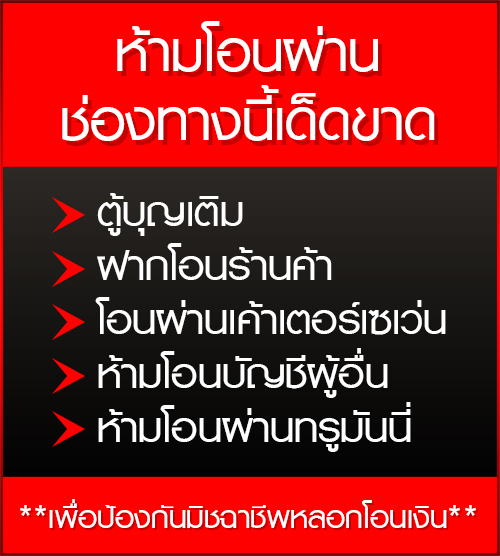 ห้ามโอนผ่าน
ช่องทางนี้เด็ดขาด
ตู้บุญเติม
ฝากโอนร้านค้า
โอนผ่านเค้าเตอร์เซเว่น
ห้ามโอนบัญชีผู้อื่น
ห้ามโอนผ่านทรูมันนี่
**เพื่อป้องกันมิชฉาชีพหลอกโอนเงิน**